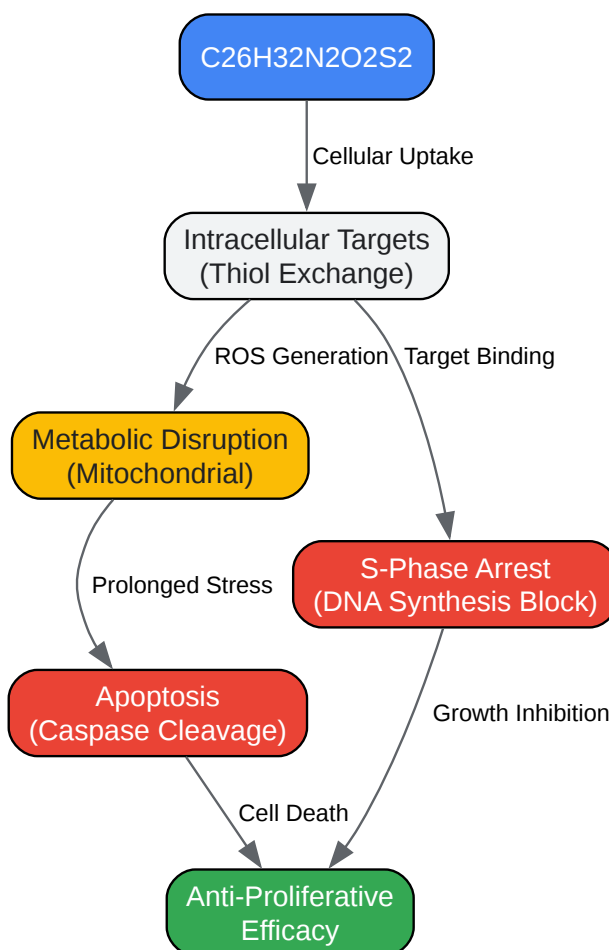 C26H32N2O2S2
Cellular Uptake
Intracellular Targets
(Thiol Exchange)
ROS Generation
Target Binding
Metabolic Disruption
(Mitochondrial)
S-Phase Arrest
(DNA Synthesis Block)
Prolonged Stress
Apoptosis
(Caspase Cleavage)
Growth Inhibition
Cell Death
Anti-Proliferative
Efficacy